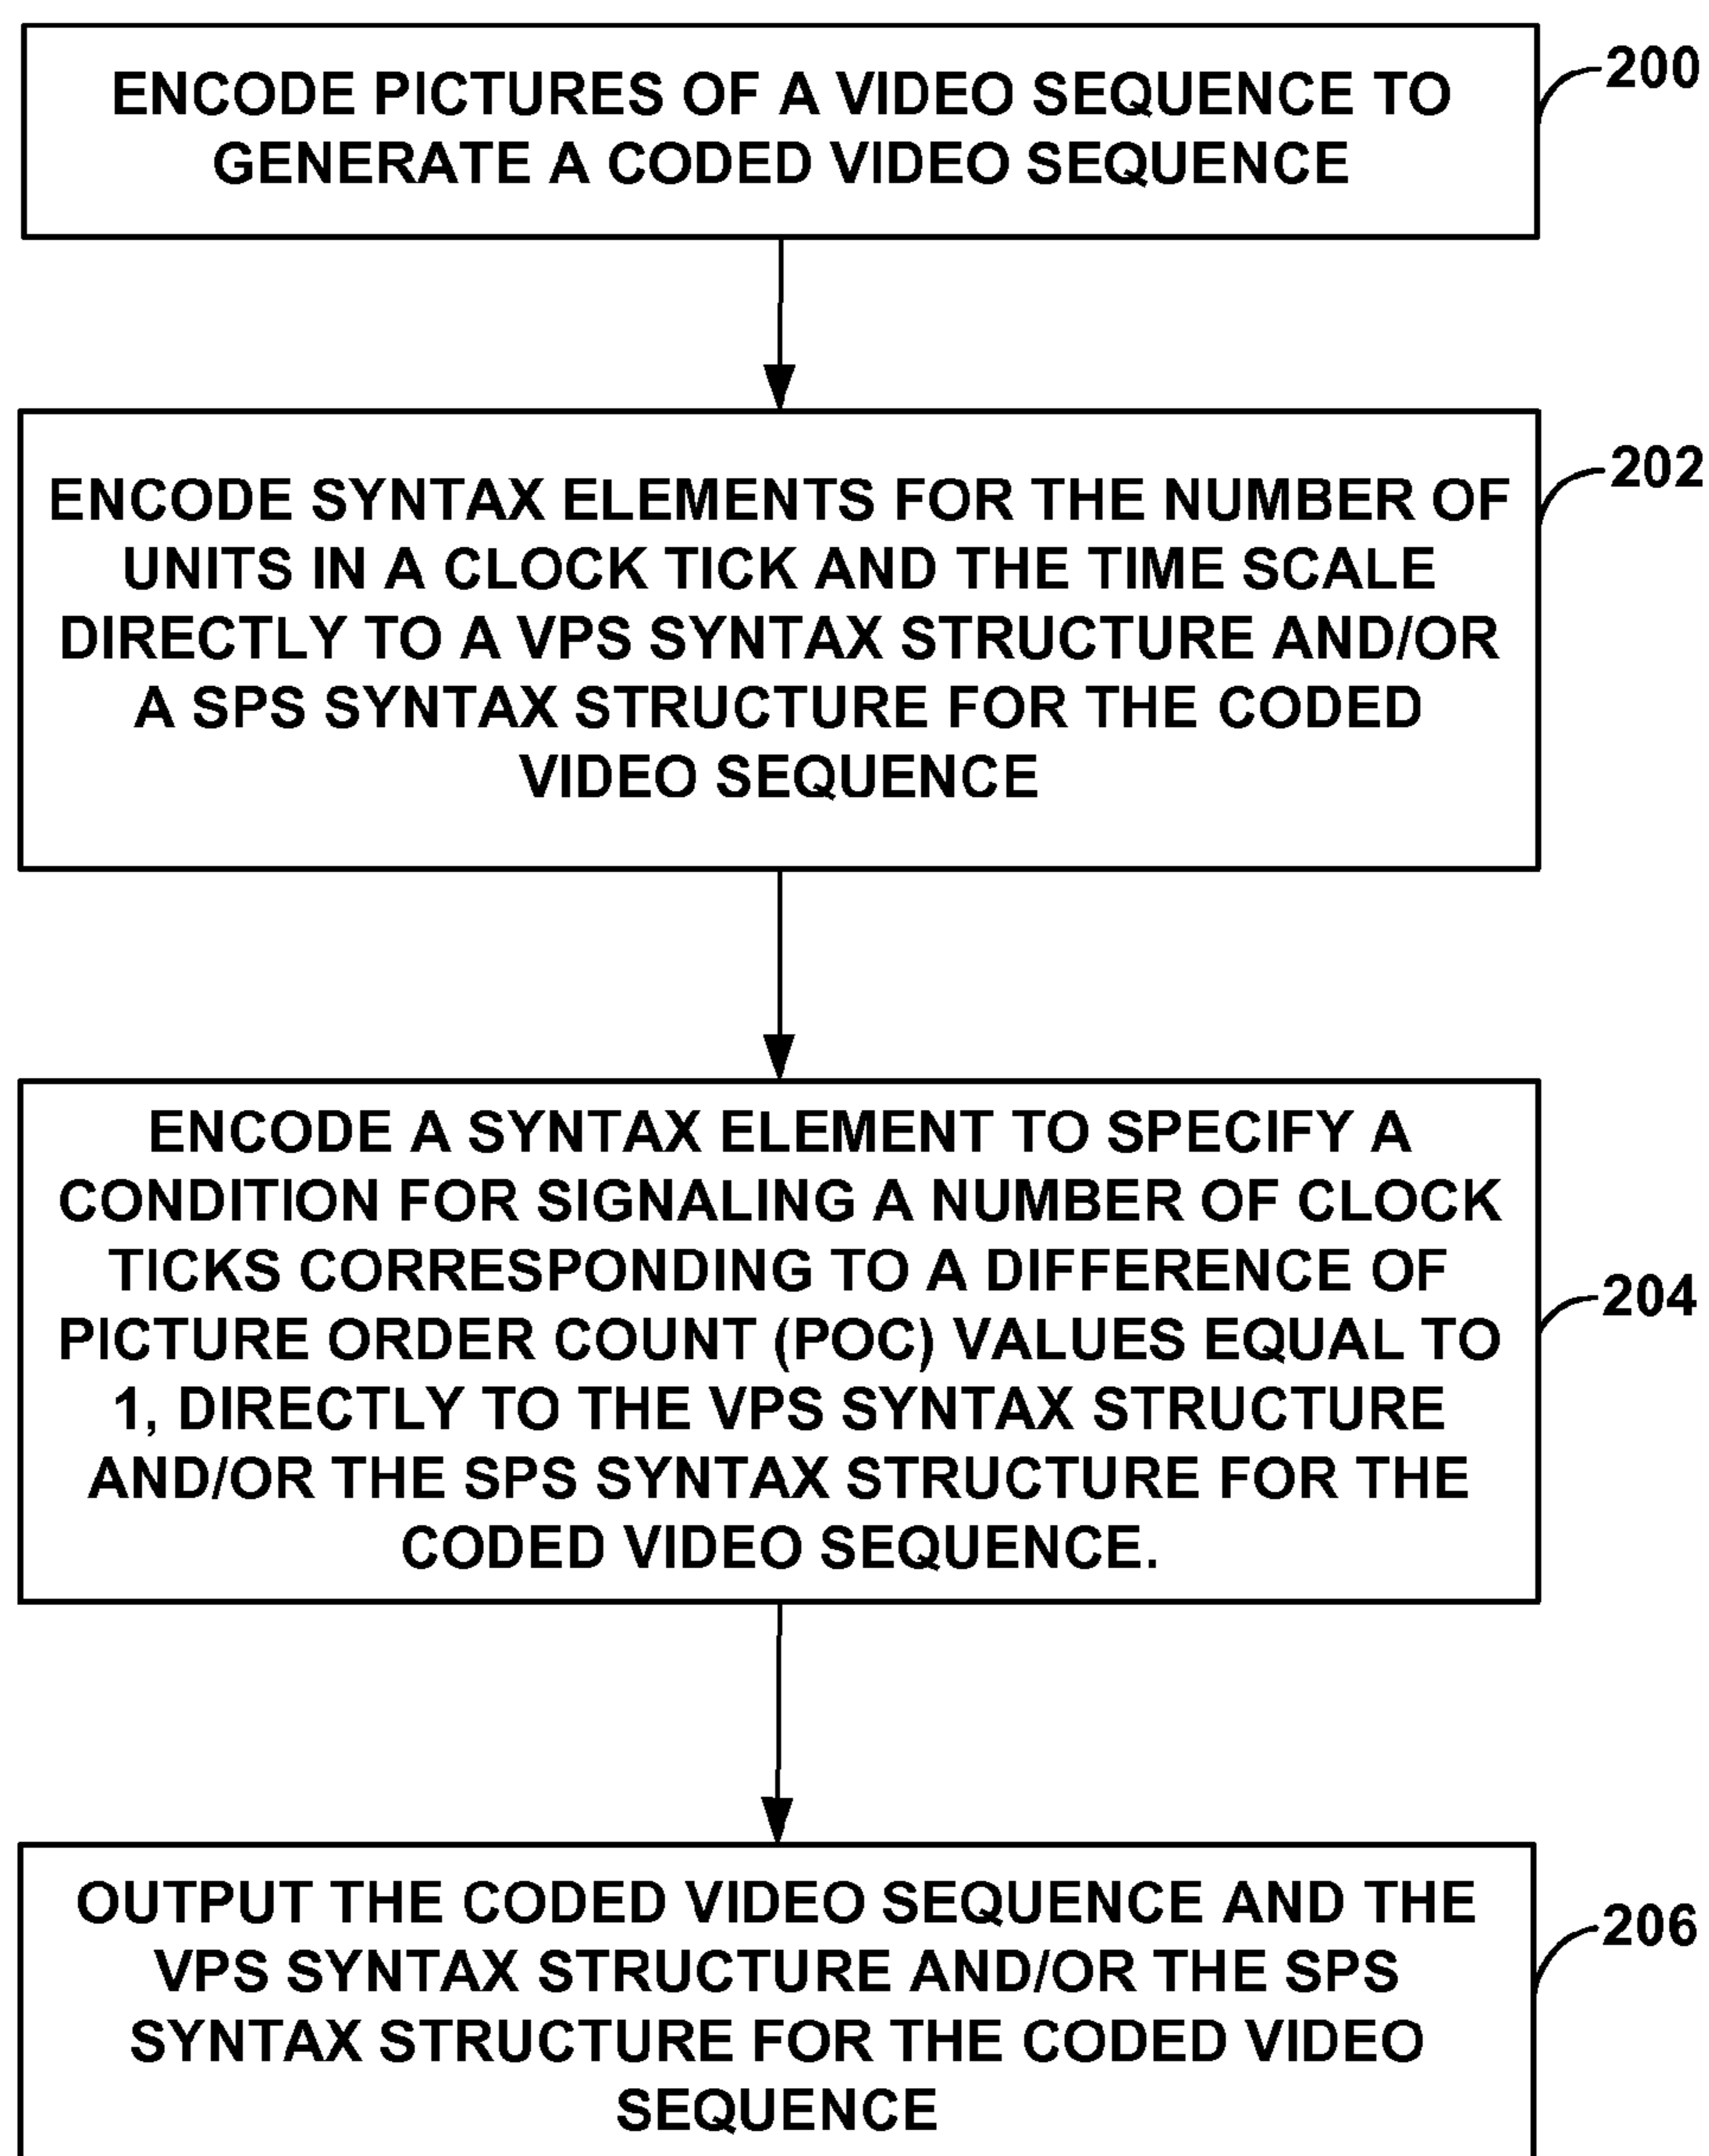 ENCODE PICTURES OF A VIDEO SEQUENCE TO
GENERATE A CODED VIDEO SEQUENCE
200
ENCODE SYNTAX ELEMENTS FOR THE NUMBER OF
UNITS IN A CLOCK TICK AND THE TIME SCALE
DIRECTLY TO A VPS SYNTAX STRUCTURE AND/OR
A SPS SYNTAX STRUCTURE FOR THE CODED
VIDEO SEQUENCE
202
ENCODE A SYNTAX ELEMENT TO SPECIFY A
CONDITION FOR SIGNALING A NUMBER OF CLOCK
TICKS CORRESPONDING TO A DIFFERENCE OF
PICTURE ORDER COUNT (POC) VALUES EQUAL TO
1, DIRECTLY TO THE VPS SYNTAX STRUCTURE
AND/OR THE SPS SYNTAX STRUCTURE FOR THE
CODED VIDEO SEQUENCE.
204
OUTPUT THE CODED VIDEO SEQUENCE AND THE
VPS SYNTAX STRUCTURE AND/OR THE SPS
SYNTAX STRUCTURE FOR THE CODED VIDEO
SEQUENCE
206